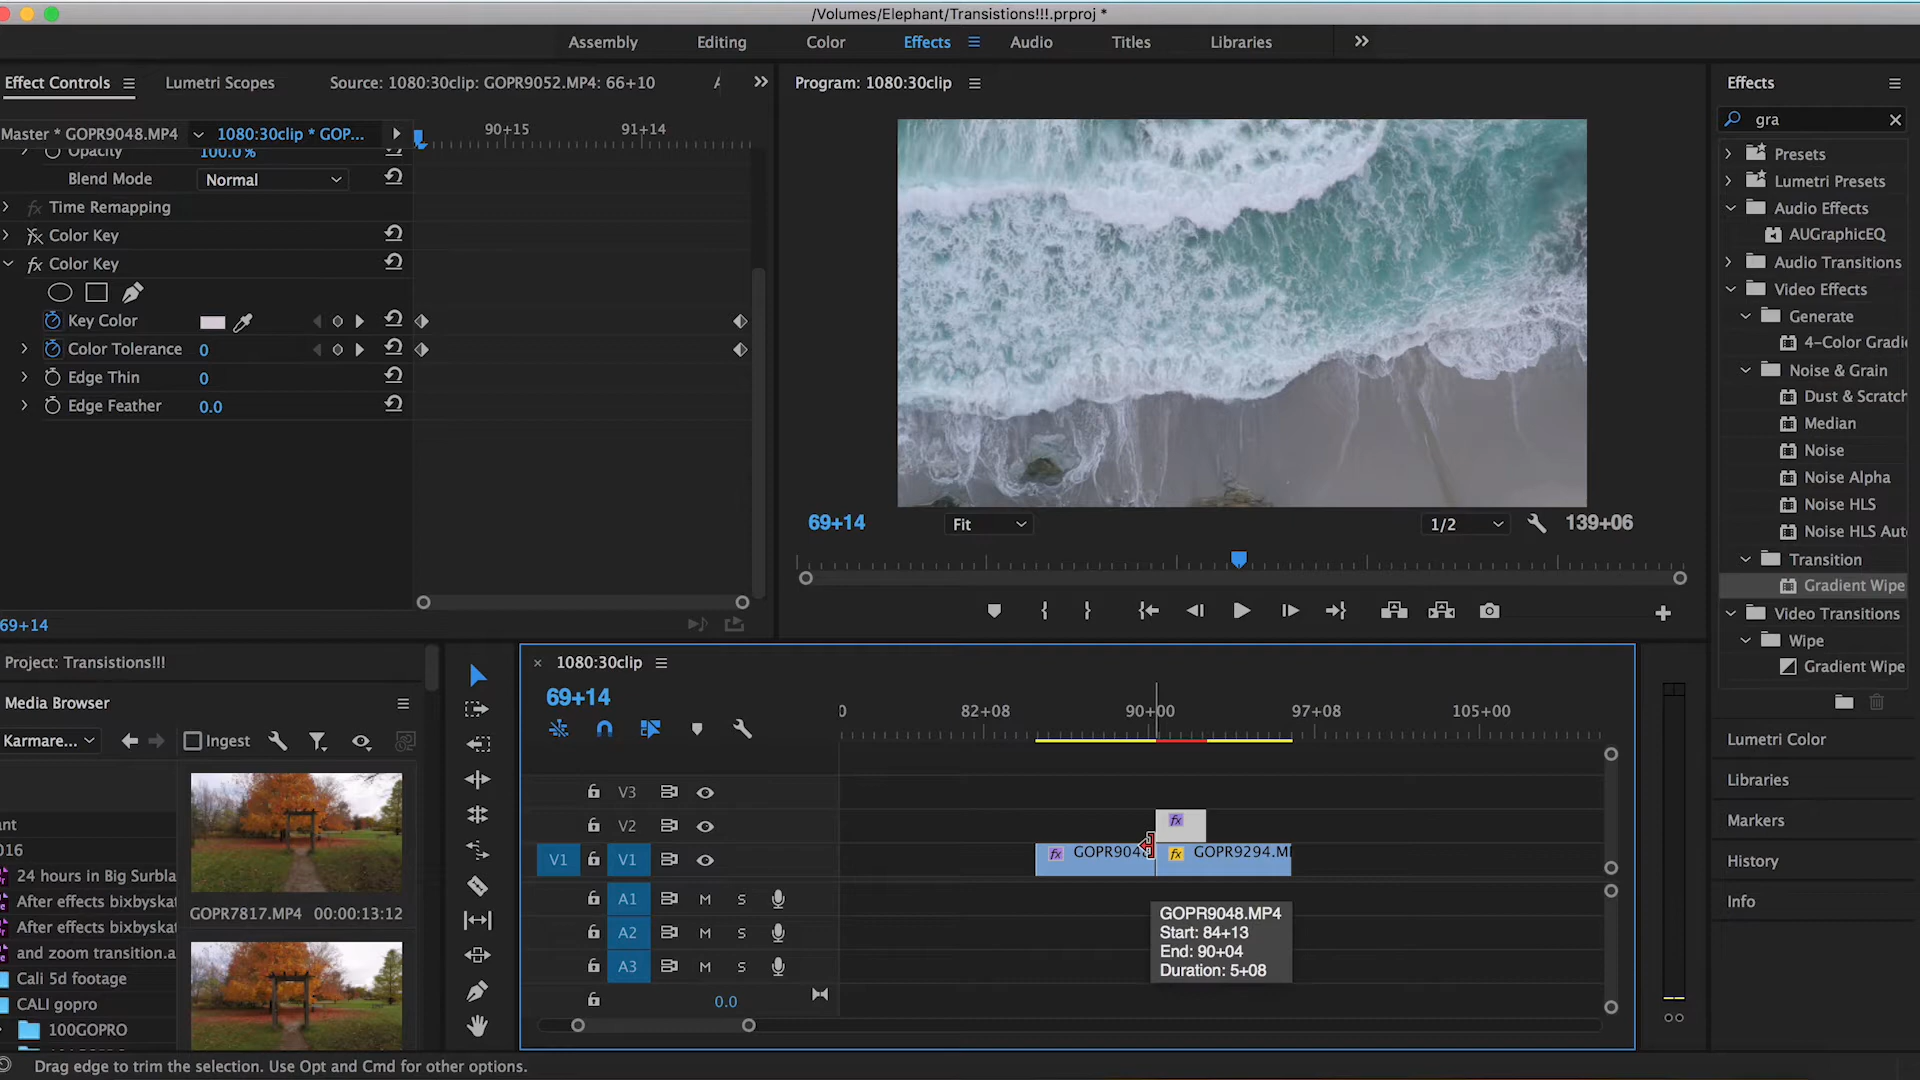 /Volumes/Elephant/Transistions!!!.prproj *
Assembly Editing Color Effects Audio Titles Libraries
Effect Controls Lumetri Scopes Source: 1080:30clip: GOPR9052.MP4: 66+10
Master * GOPR9048.MP4 1080:30clip * GOP...
90+15 91+14
Opacity 100.0%
Blend Mode Normal
fx Time Remapping
fx Color Key
fx Color Key
Key Color
Color Tolerance 0
Edge Thin 0
Edge Feather 0.0
69+14
Program: 1080:30clip
69+14 Fit 1/2 139+06
Effects
gra
Presets
Lumetri Presets
Audio Effects
AUGraphicEQ
Audio Transitions
Video Effects
Generate
4-Color Gradi
Noise & Grain
Dust & Scratch
Median
Noise
Noise Alpha
Noise HLS
Noise HLS Aut
Transition
Gradient Wipe
Video Transitions
Wipe
Gradient Wipe
Lumetri Color
Libraries
Markers
History
Info
Project: Transistions!!!
Media Browser
Karmare... Ingest
ant
016
24 hours in Big Surbla
After effects bixbyskat
After effects bixbyskat
and zoom transition.a
Cali 5d footage
CALI gopro
100GOPRO
GOPR7817.MP4 00:00:13:12
1080:30clip
69+14
0 82+08 90+00 97+08 105+00
V3
V2 fx
V1 V1 fx GOPR9048 fx GOPR9294.MP
A1 M S
A2 M S
A3 M S
0.0
GOPR9048.MP4
Start: 84+13
End: 90+04
Duration: 5+08
Drag edge to trim the selection. Use Opt and Cmd for other options.